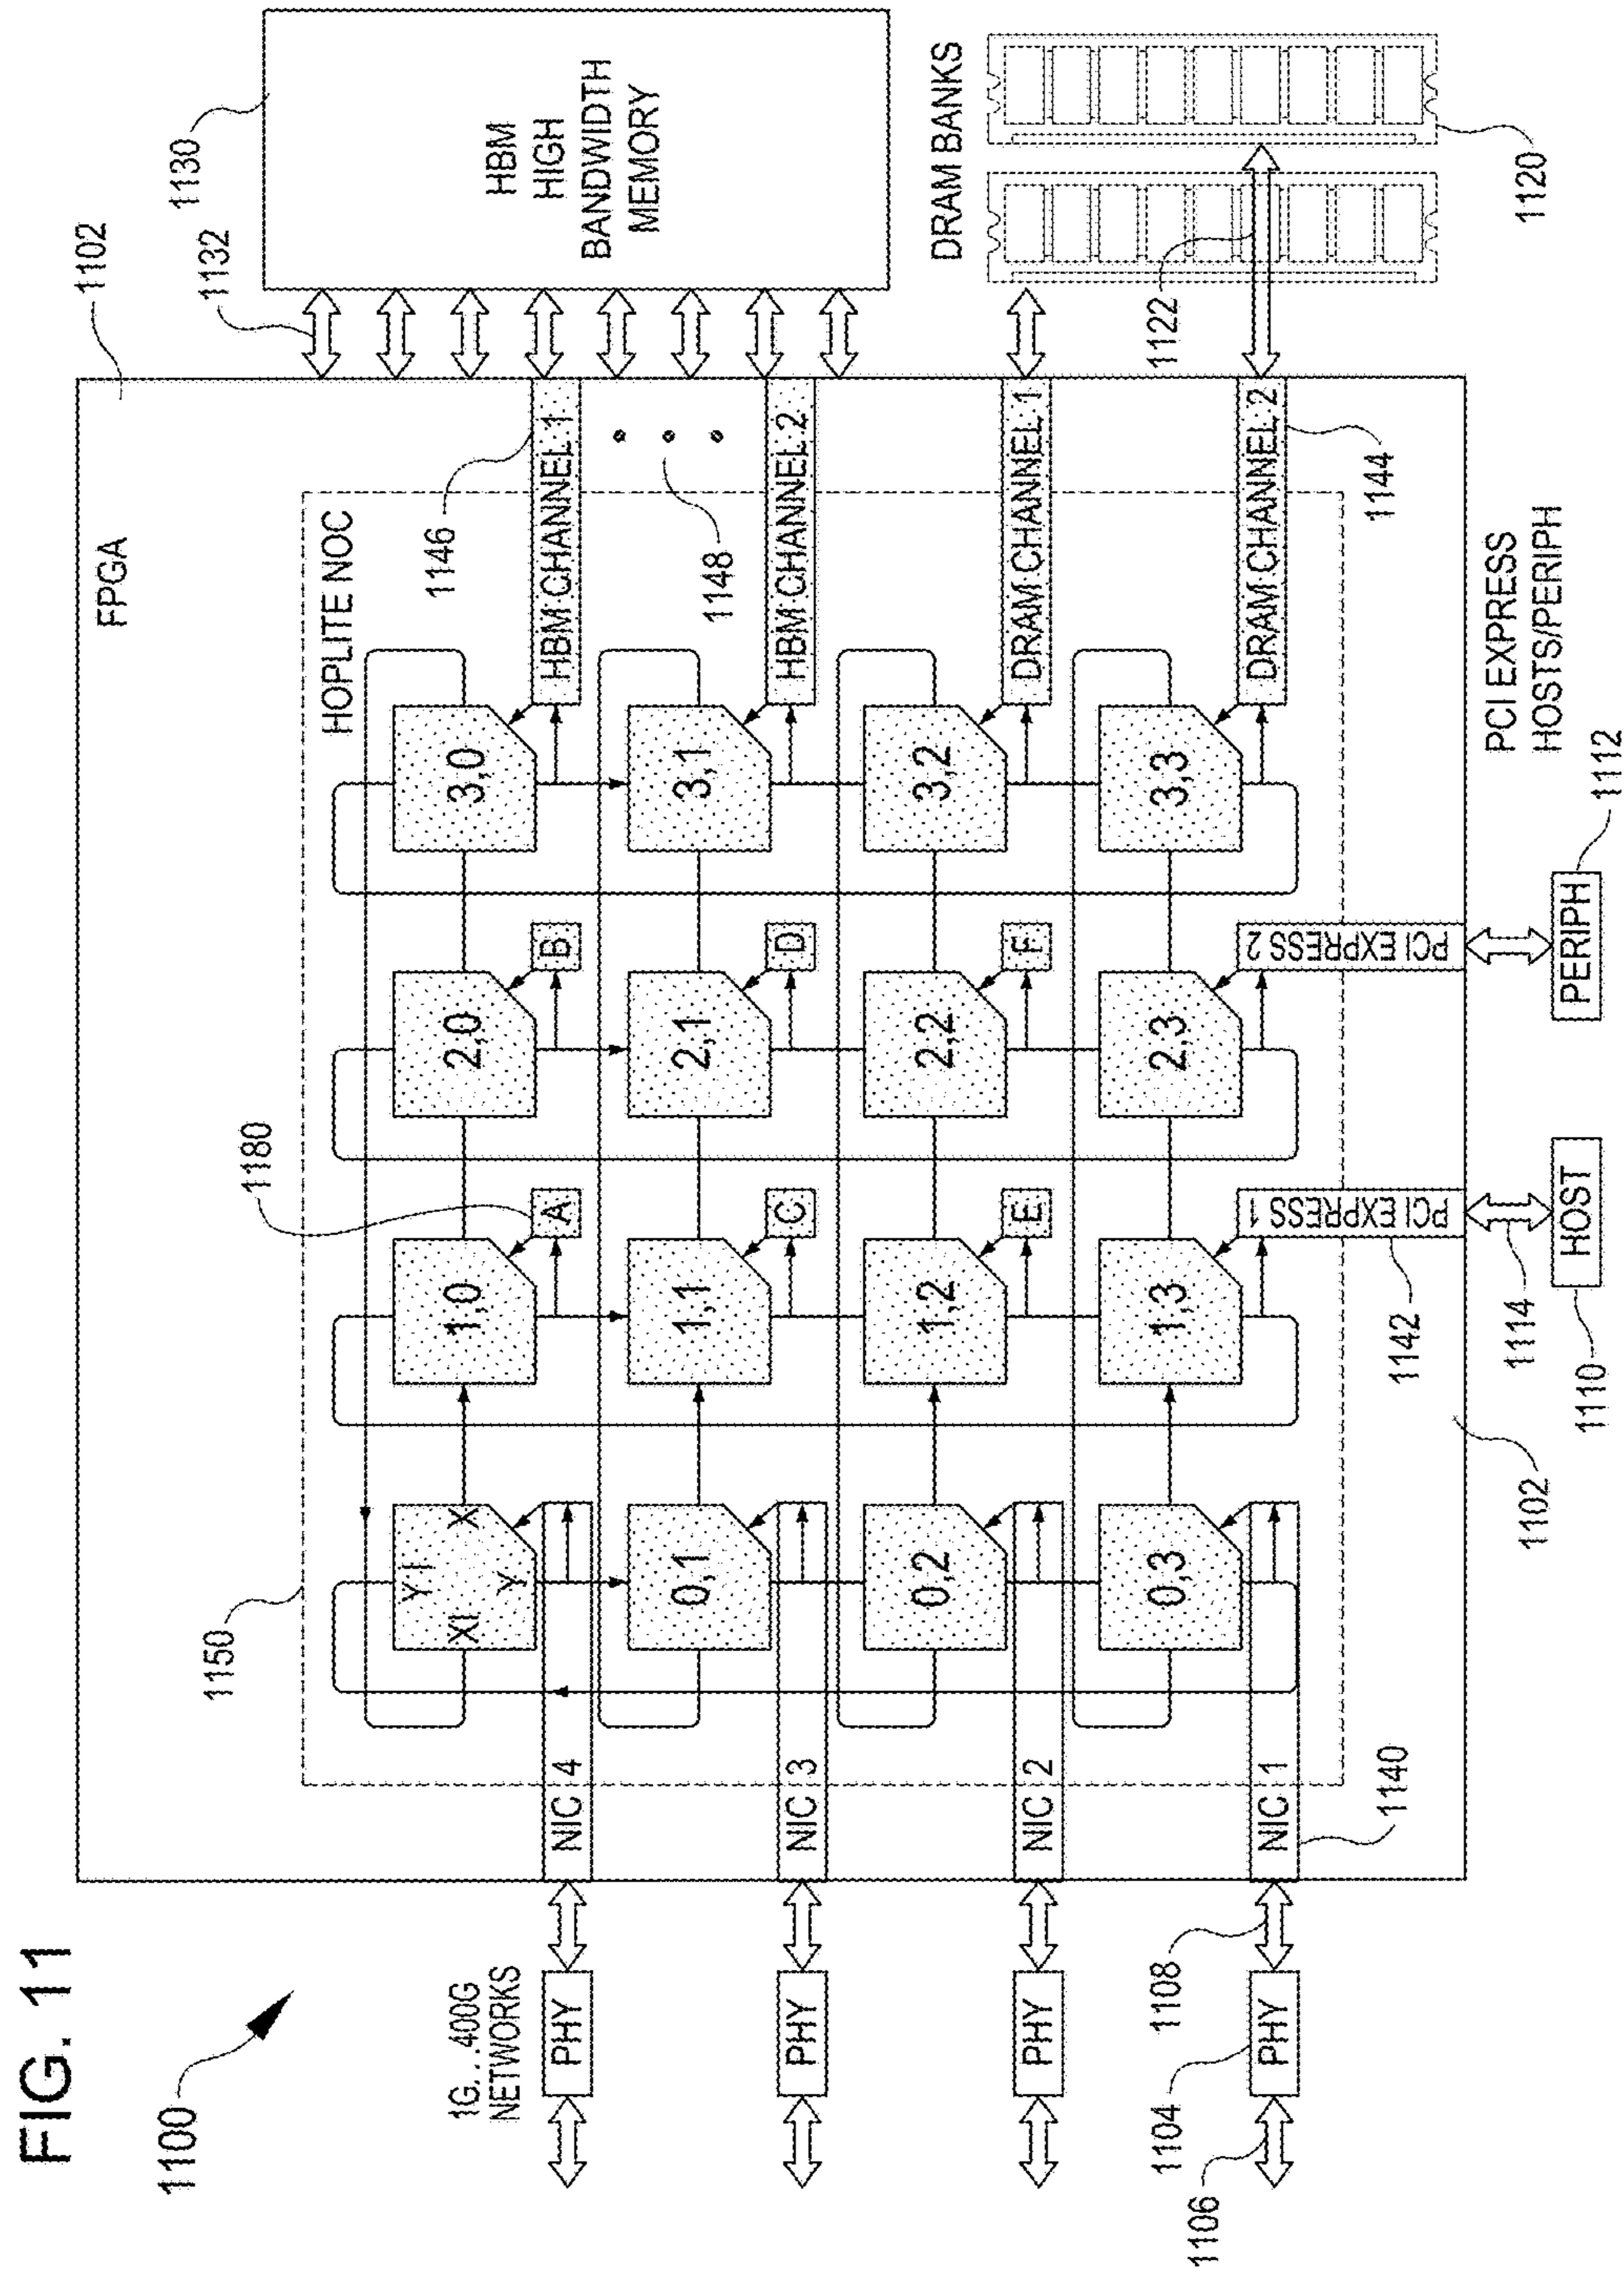 FIG. 11
1100
FPGA
1102
1132
1130
HBM
HIGH
BANDWIDTH
MEMORY
1150
HOPLITE NOC
1180
1146
1G...400G
NETWORKS
PHY
NIC 4
YI
XI
X
Y
1,0
A
2,0
B
3,0
HBM CHANNEL 1
1148
PHY
NIC 3
0,1
1,1
C
2,1
D
3,1
HBM CHANNEL 2
DRAM BANKS
PHY
NIC 2
0,2
1,2
E
2,2
F
3,2
DRAM CHANNEL 1
1122
1106
1104
1108
PHY
NIC 1
1140
0,3
1,3
PCI EXPRESS 1
2,3
PCI EXPRESS 2
3,3
DRAM CHANNEL 2
1144
1120
1142
1102
1114
PCI EXPRESS
HOSTS/PERIPH
1110
HOST
PERIPH
1112